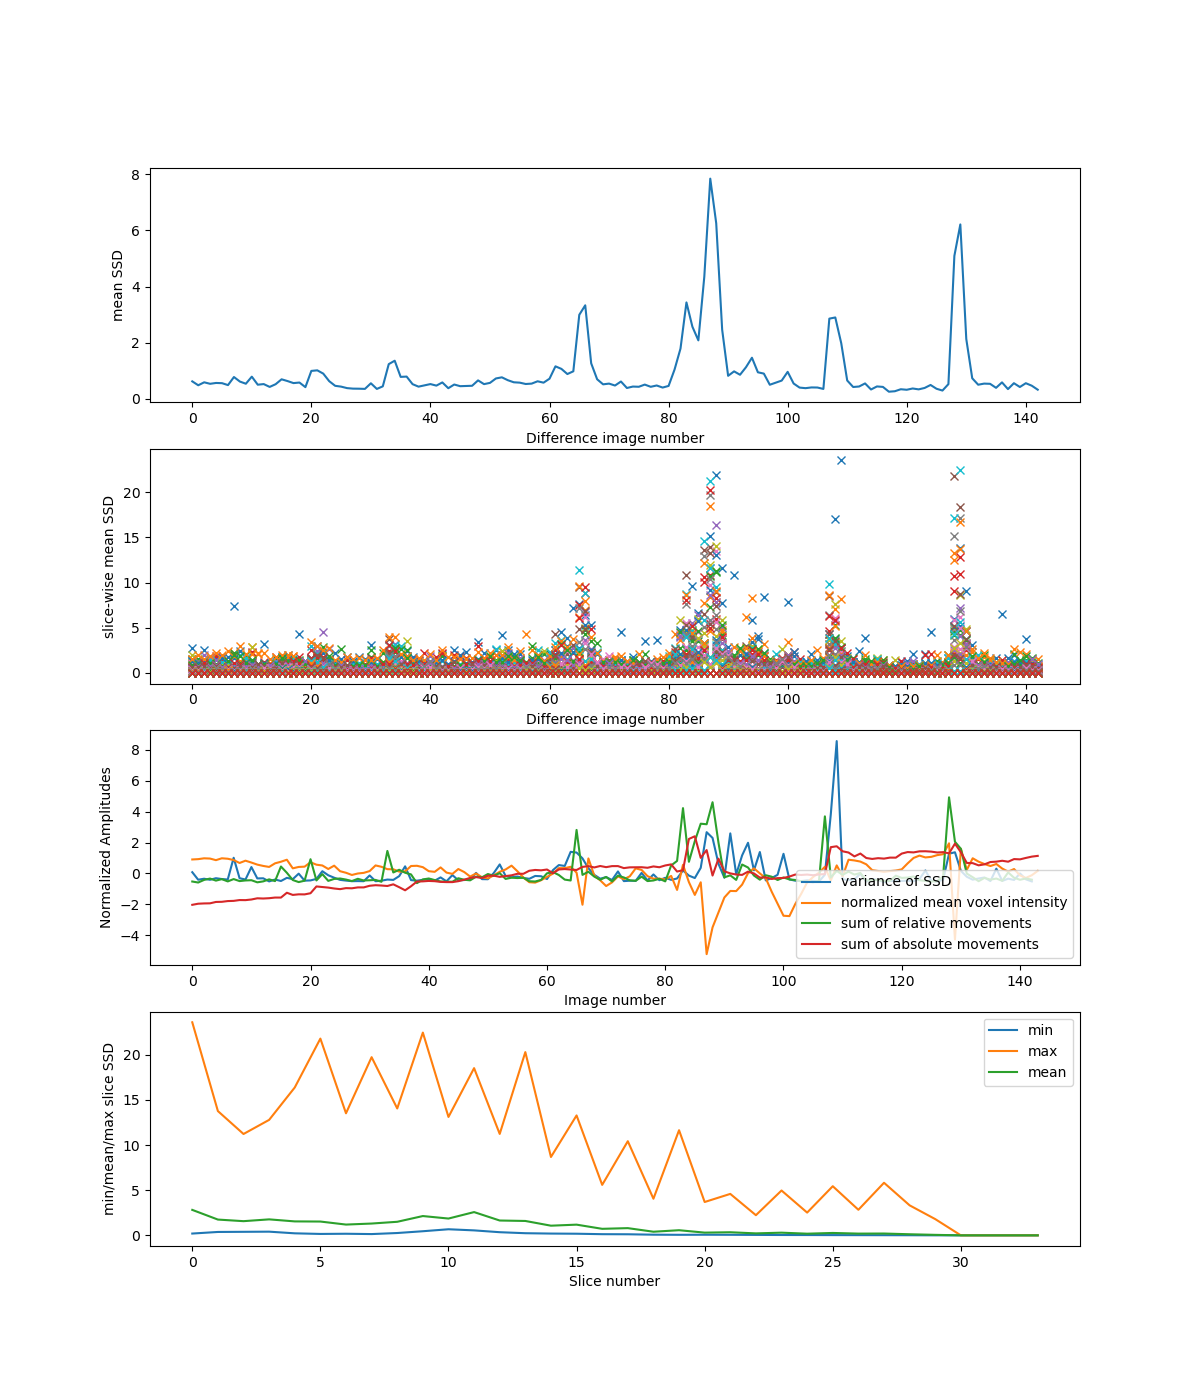 mean SSD
8
6
4
2
0
0 20 40 60 80 100 120 140
Difference image number
slice-wise mean SSD
20
15
10
5
0
0 20 40 60 80 100 120 140
Difference image number
Normalized Amplitudes
8
6
4
2
0
−2
−4
variance of SSD
normalized mean voxel intensity
sum of relative movements
sum of absolute movements
0 20 40 60 80 100 120 140
Image number
min/mean/max slice SSD
20
15
10
5
0
min
max
mean
0 5 10 15 20 25 30
Slice number